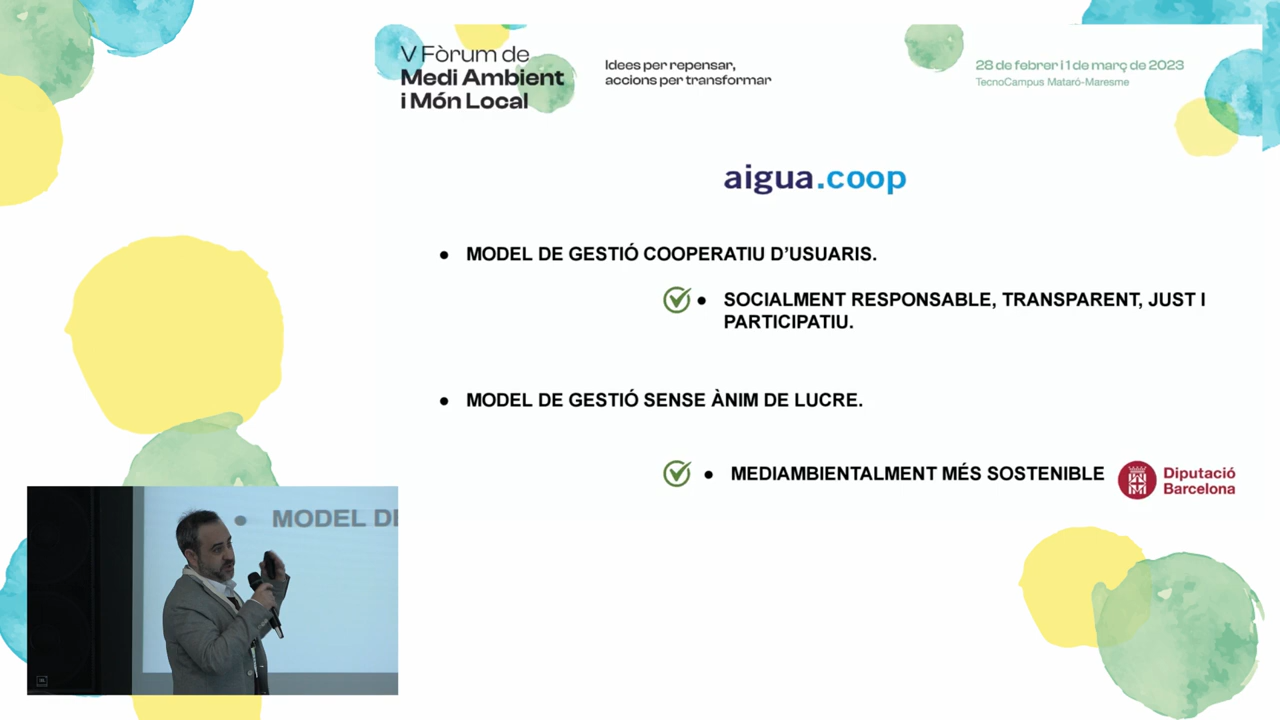 V Fòrum de
Medi Ambient
i Món Local
Idees per repensar,
accions per transformar
28 de febrer i 1 de març de 2023
TecnoCampus Mataró-Maresme
aigua.coop
● MODEL DE GESTIÓ COOPERATIU D’USUARIS.
● SOCIALMENT RESPONSABLE, TRANSPARENT, JUST I
PARTICIPATIU.
● MODEL DE GESTIÓ SENSE ÀNIM DE LUCRE.
● MEDIAMBIENTALMENT MÉS SOSTENIBLE
Diputació
Barcelona
● MODEL DE